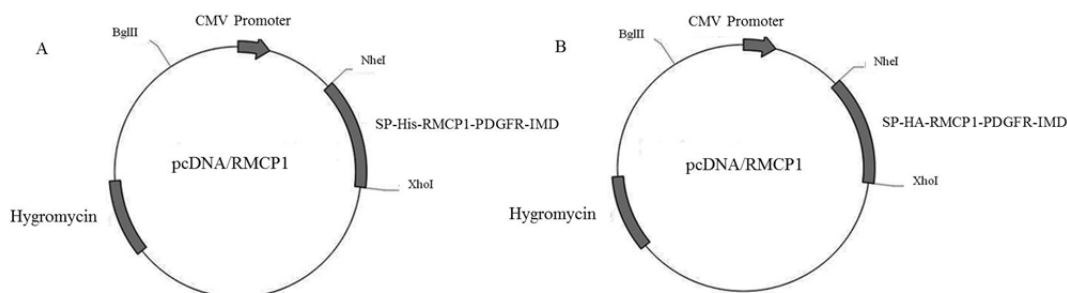 A
CMV Promoter
BglII
NheI
SP-His-RMCP1-PDGFR-IMD
pcDNA/RMCP1
XhoI
Hygromycin
B
CMV Promoter
BglII
NheI
SP-HA-RMCP1-PDGFR-IMD
pcDNA/RMCP1
XhoI
Hygromycin